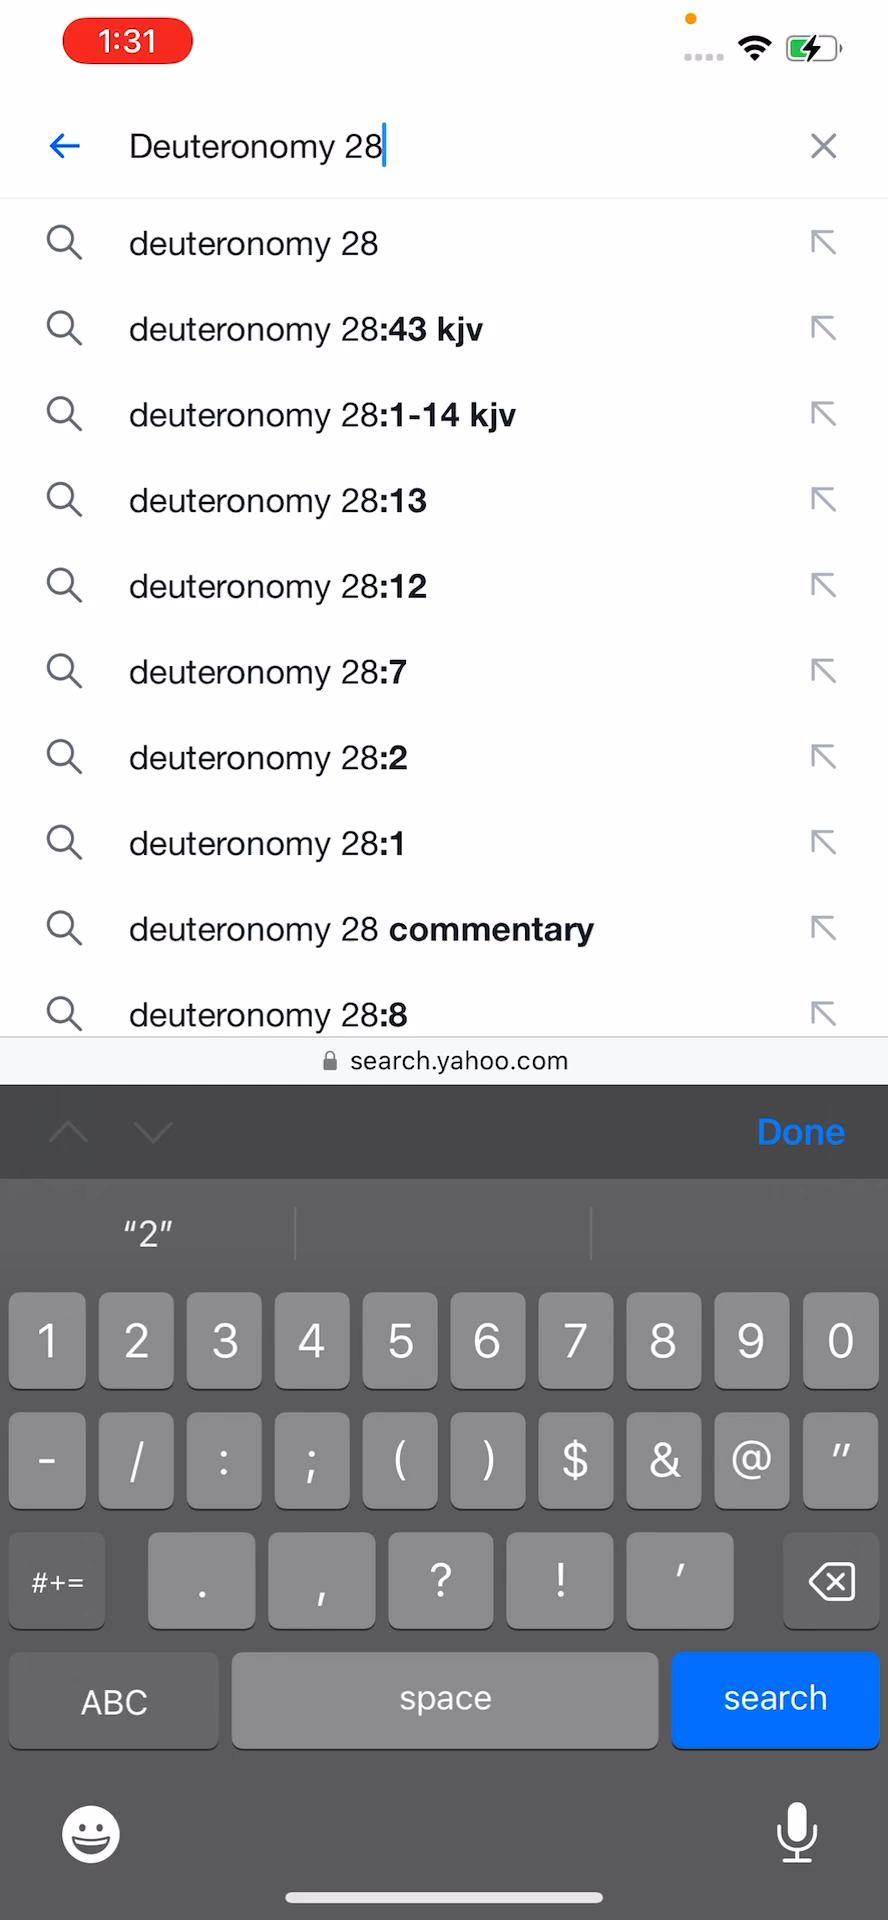 1:31
Deuteronomy 28
deuteronomy 28
deuteronomy 28:43 kjv
deuteronomy 28:1-14 kjv
deuteronomy 28:13
deuteronomy 28:12
deuteronomy 28:7
deuteronomy 28:2
deuteronomy 28:1
deuteronomy 28 commentary
deuteronomy 28:8
search.yahoo.com
Done
“2”
1 2 3 4 5 6 7 8 9 0
- / : ; ( ) $ & @ "
#+= . , ? ! '
ABC space search